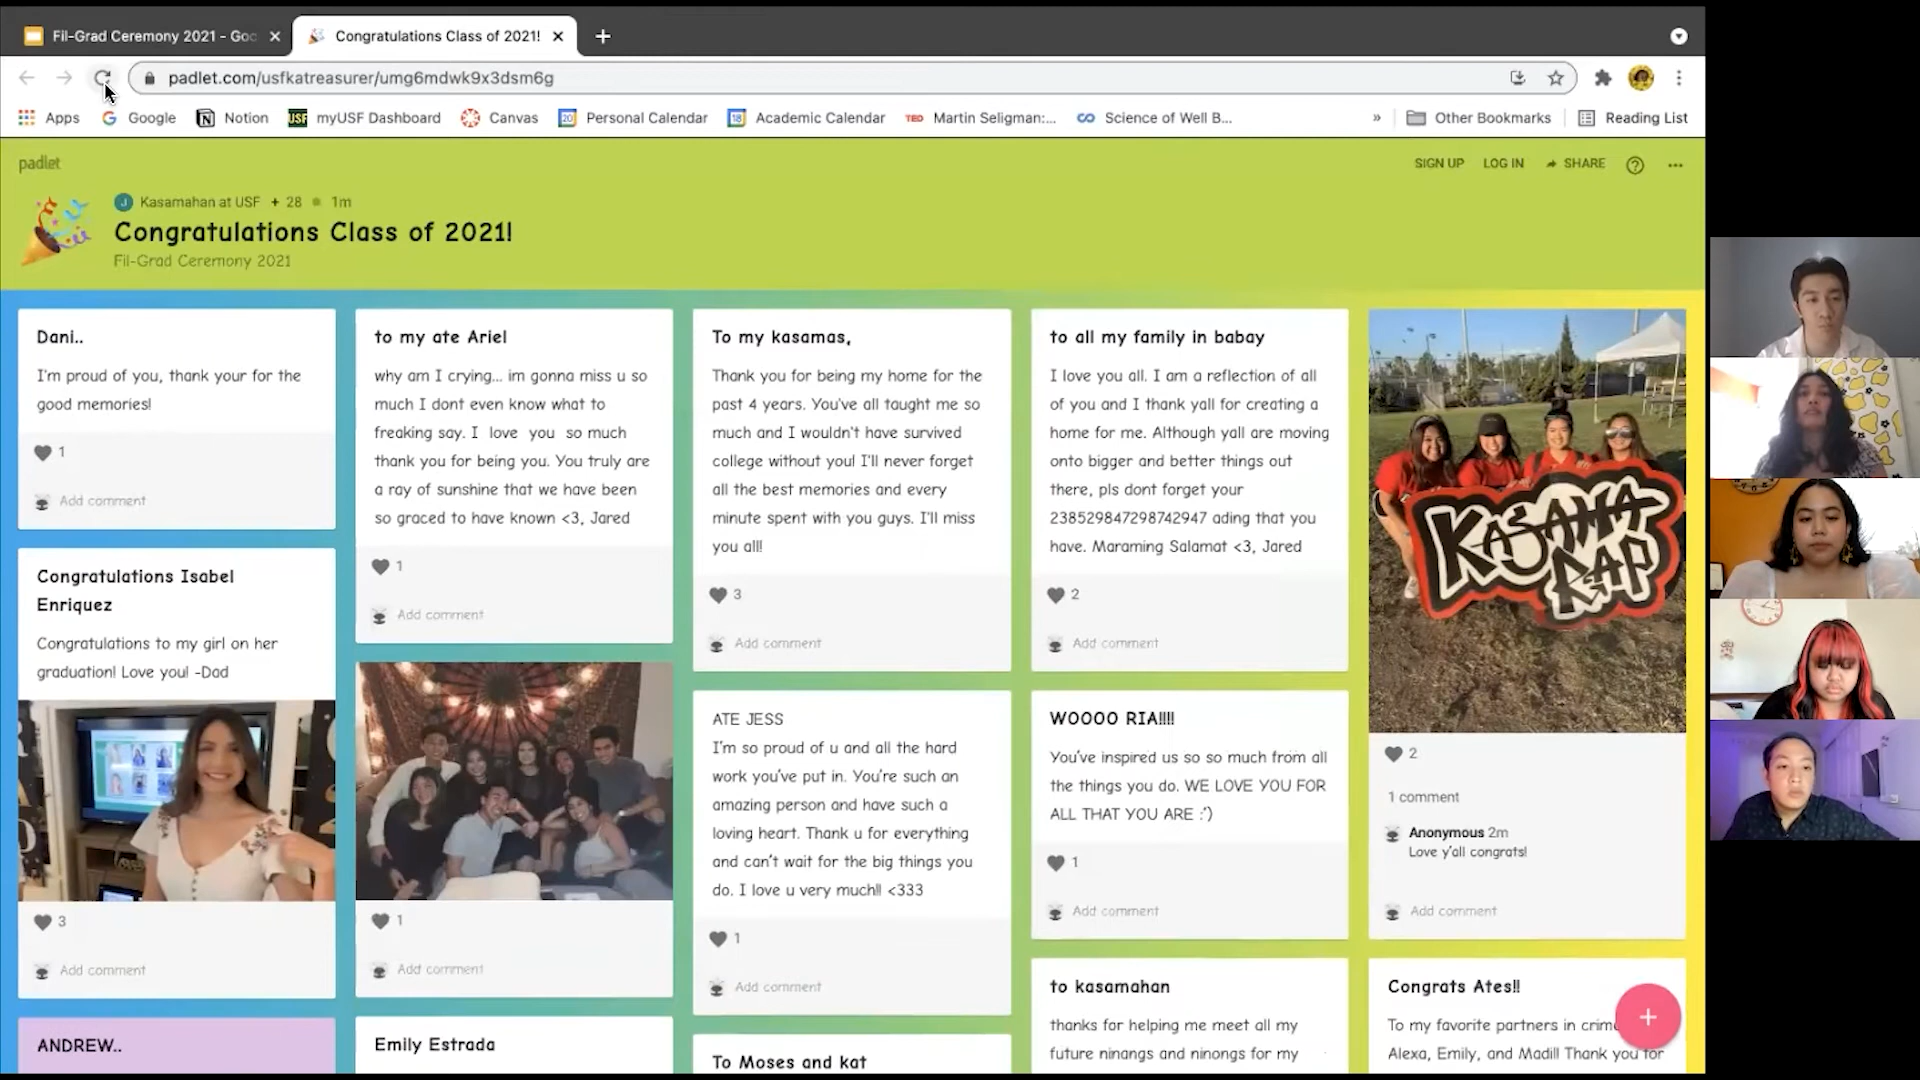 Fil-Grad Ceremony 2021 - Goo
Congratulations Class of 2021!
padlet.com/usfkatreasurer/umg6mdwk9x3dsm6g
Apps
Google
Notion
USF myUSF Dashboard
Canvas
20 Personal Calendar
18 Academic Calendar
TED Martin Seligman:...
Science of Well B...
»
Other Bookmarks
Reading List
padlet
SIGN UP
LOG IN
SHARE
J Kasamahan at USF + 28 1m
Congratulations Class of 2021!
Fil-Grad Ceremony 2021
Dani..
I'm proud of you, thank your for the
good memories!
1
Add comment
Congratulations Isabel
Enriquez
Congratulations to my girl on her
graduation! Love you! -Dad
3
Add comment
ANDREW..
to my ate Ariel
why am I crying... im gonna miss u so
much I dont even know what to
freaking say. I love you so much
thank you for being you. You truly are
a ray of sunshine that we have been
so graced to have known <3, Jared
1
Add comment
1
Add comment
Emily Estrada
To my kasamas,
Thank you for being my home for the
past 4 years. You've all taught me so
much and I wouldn't have survived
college without you! I'll never forget
all the best memories and every
minute spent with you guys. I'll miss
you all!
3
Add comment
ATE JESS
I'm so proud of u and all the hard
work you've put in. You're such an
amazing person and have such a
loving heart. Thank u for everything
and can't wait for the big things you
do. I love u very much!! <333
1
Add comment
To Moses and kat
to all my family in babay
I love you all. I am a reflection of all
of you and I thank yall for creating a
home for me. Although yall are moving
onto bigger and better things out
there, pls dont forget your
238529847298742947 ading that you
have. Maraming Salamat <3, Jared
2
Add comment
WOOOO RIA!!!!
You've inspired us so so much from all
the things you do. WE LOVE YOU FOR
ALL THAT YOU ARE :')
1
Add comment
to kasamahan
thanks for helping me meet all my
future ninangs and ninongs for my
KASAMA
RAP
2
1 comment
Anonymous 2m
Love y'all congrats!
Add comment
Congrats Ates!!
To my favorite partners in crim
Alexa, Emily, and Madi!! Thank you for